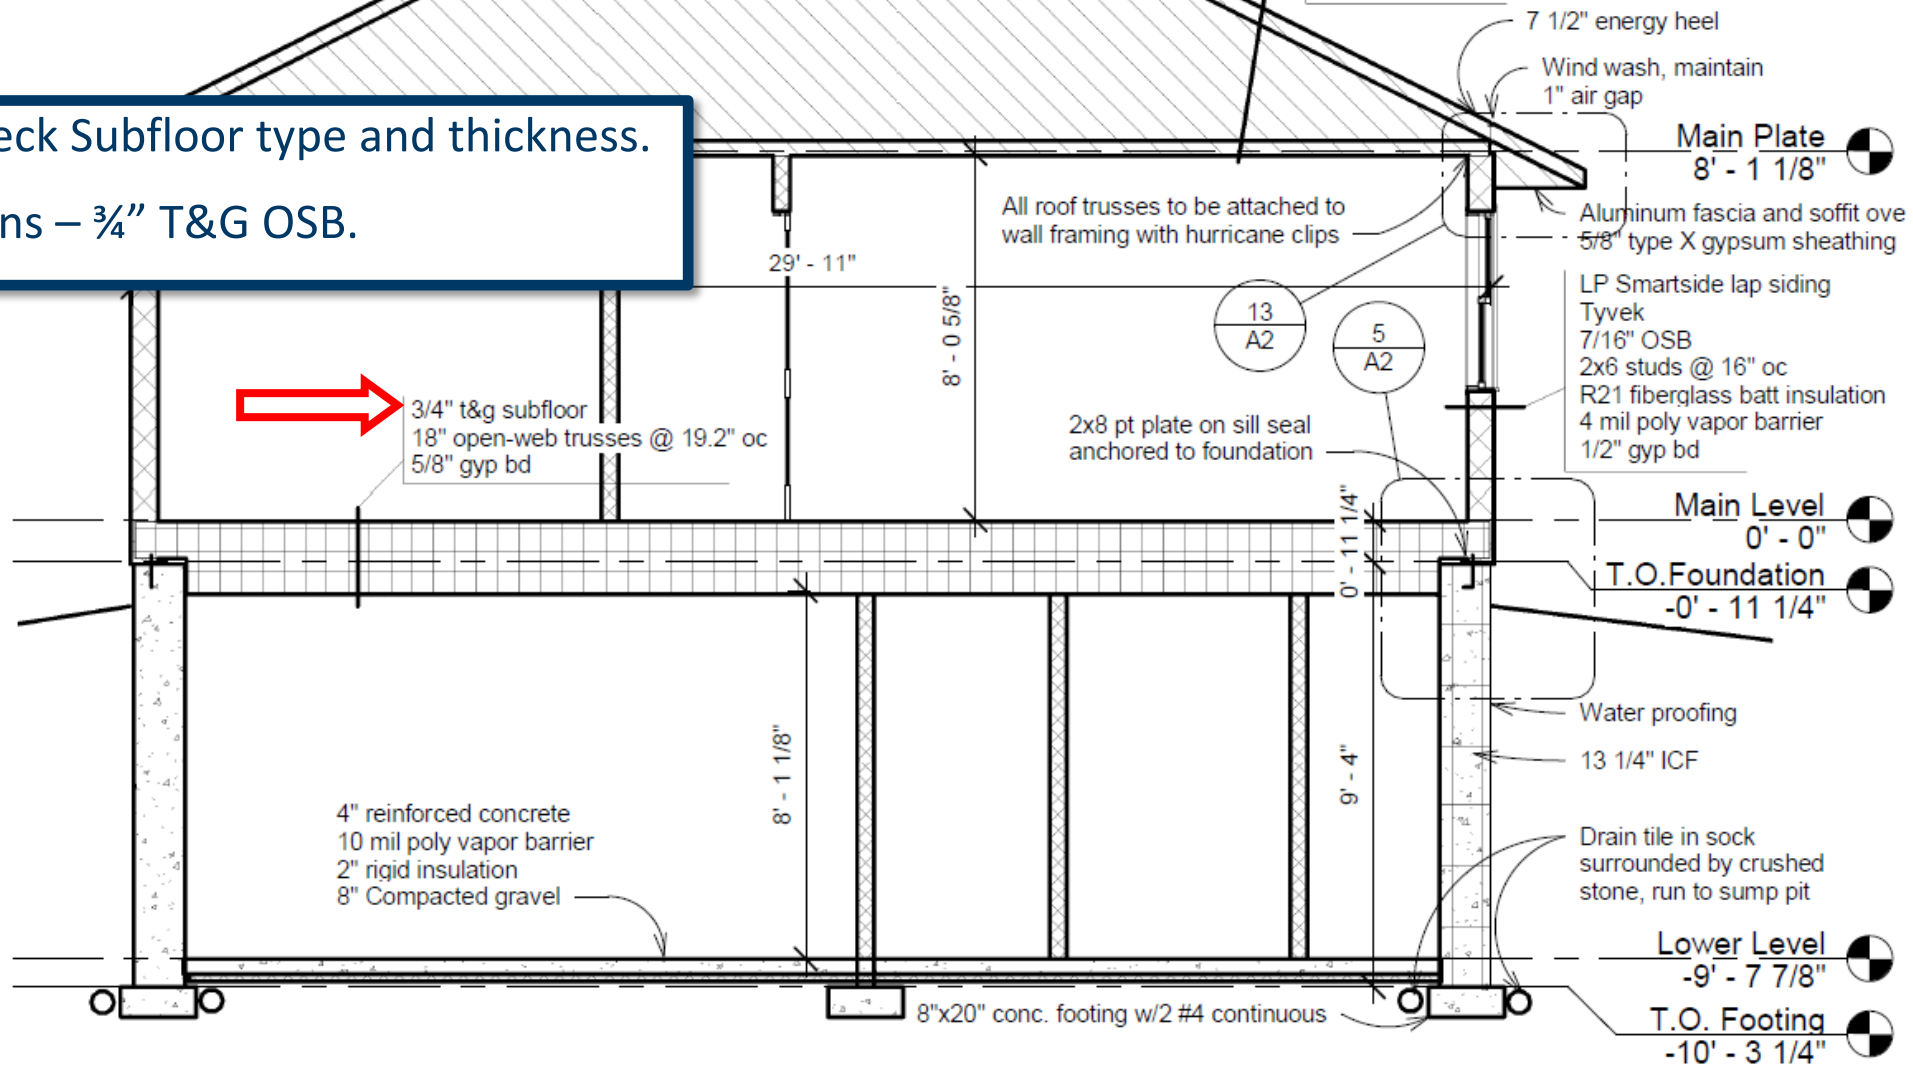 7 1/2" energy heel
Wind wash, maintain
1" air gap
Subfloor type and thickness.
– ¾” T&G OSB.
Main Plate
8' - 1 1/8"
All roof trusses to be attached to
wall framing with hurricane clips
Aluminum fascia and soffit
5/8" type X gypsum sheathing
29' - 11"
8' - 0 5/8"
13
A2
5
A2
LP Smartside lap siding
Tyvek
7/16" OSB
2x6 studs @ 16" oc
R21 fiberglass batt insulation
4 mil poly vapor barrier
1/2" gyp bd
3/4" t&g subfloor
18" open-web trusses @ 19.2" oc
5/8" gyp bd
2x8 pt plate on sill seal
anchored to foundation
0' - 11 1/4"
Main Level
0' - 0"
T.O.Foundation
-0' - 11 1/4"
Water proofing
13 1/4" ICF
8' - 1 1/8"
9' - 4"
4" reinforced concrete
10 mil poly vapor barrier
2" rigid insulation
8" Compacted gravel
Drain tile in sock
surrounded by crushed
stone, run to sump pit
Lower Level
-9' - 7 7/8"
8"x20" conc. footing w/2 #4 continuous
T.O. Footing
-10' - 3 1/4"